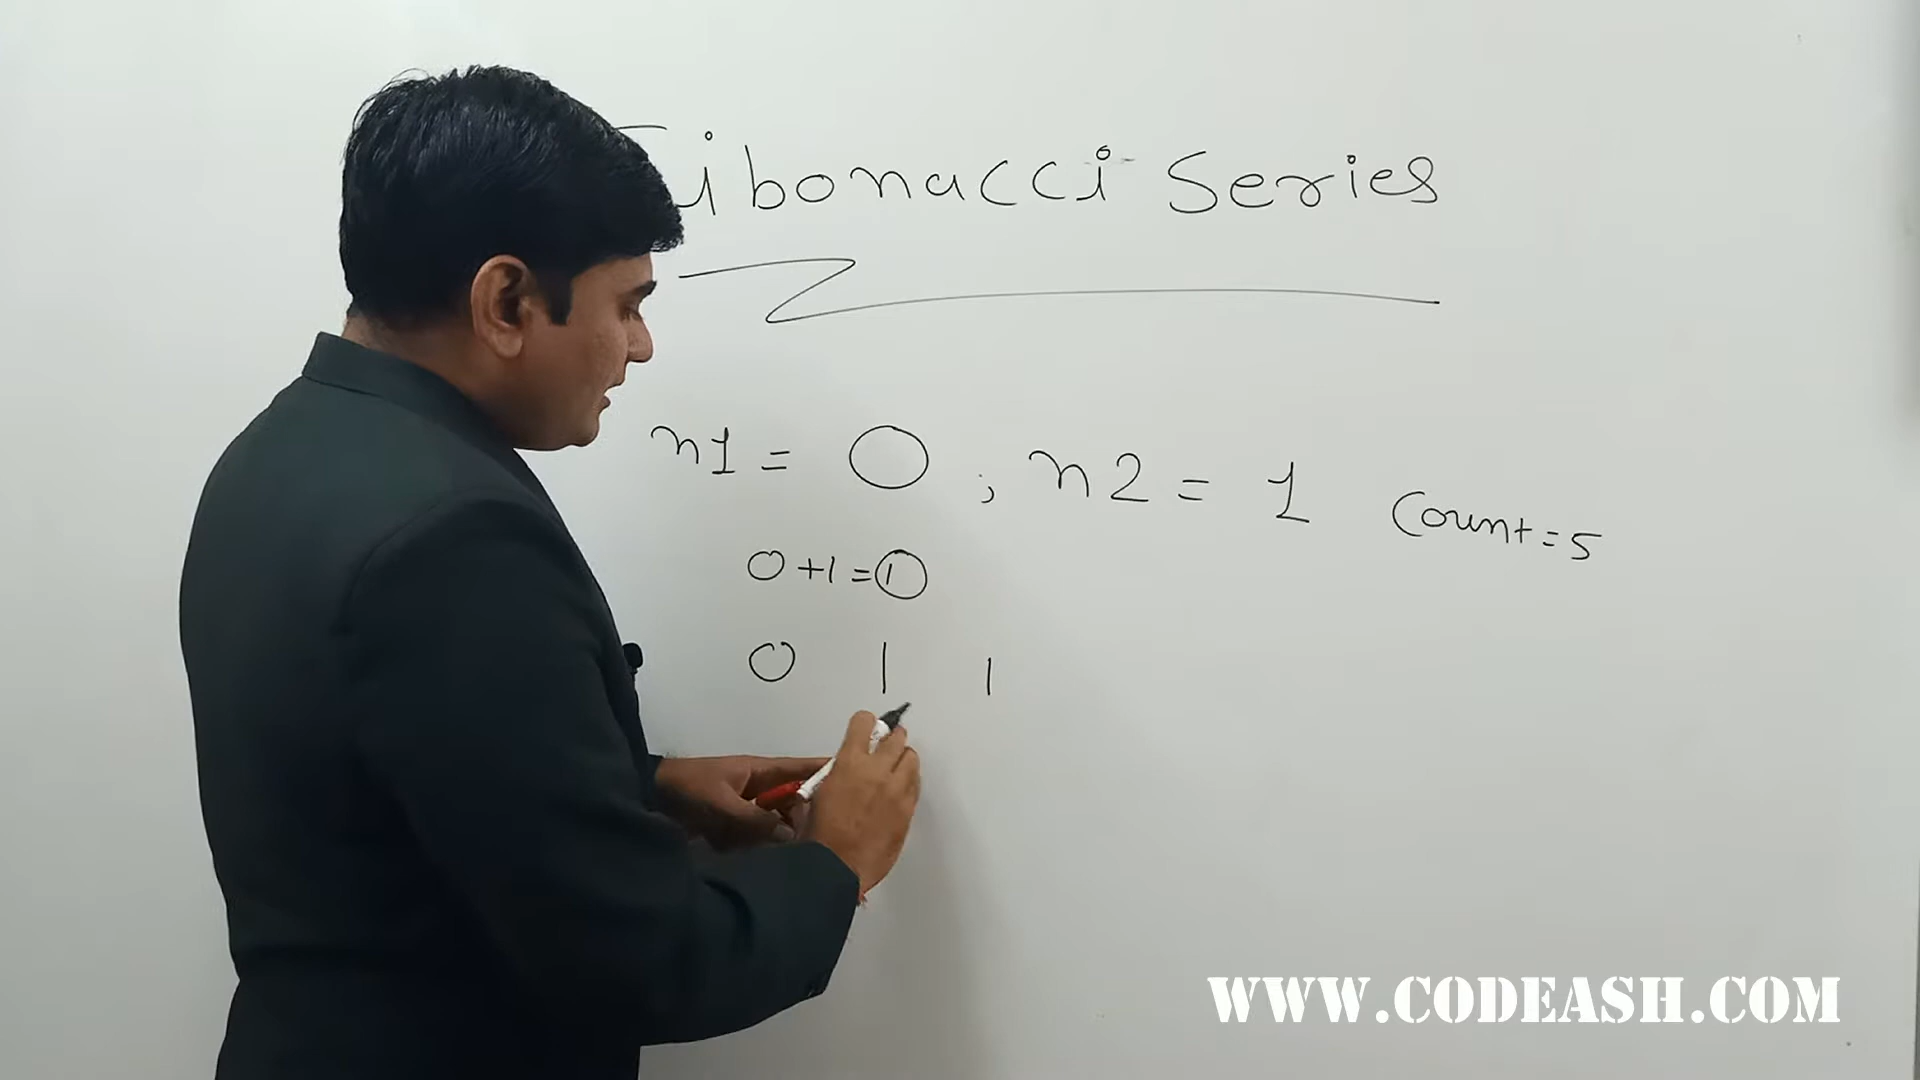 Fibonacci Series
n1 = 0 ; n2 = 1 Count = 5
0 + 1 = 1
0 1 1
WWW.CODEASH.COM